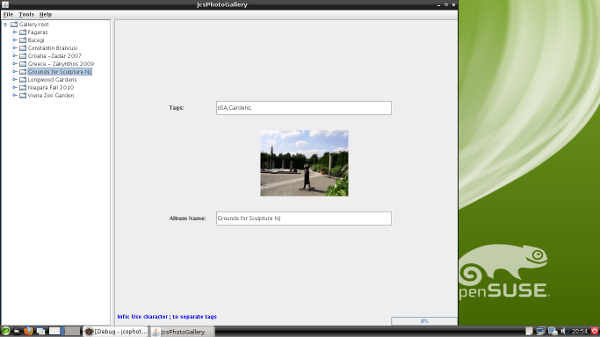 JcsPhotoGallery
File Tools Help
Gallery root
Fagaras
Bucegi
Constantin Brancusi
Croatia -Zadar 2007
Greece - Zakynthos 2009
Grounds for Sculpture NJ
Longwood Gardens
Niagara Fall 2010
Viena Zoo Garden
Tags:
USA;Gardens;
Album Name:
Grounds for Sculpture NJ
Info: Use character ; to separate tags
0%
penSUSE
[Debug - jcsphot...
JcsPhotoGallery
20:54